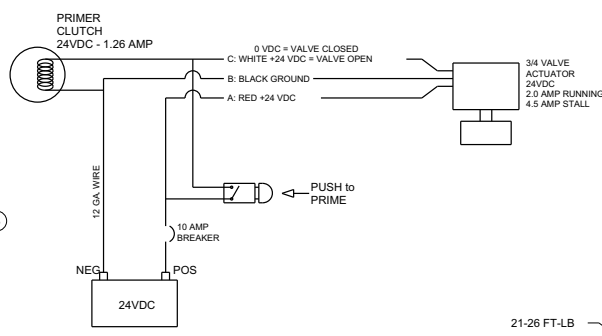 PRIMER
CLUTCH
24VDC - 1.26 AMP
0 VDC = VALVE CLOSED
C: WHITE +24 VDC = VALVE OPEN
B: BLACK GROUND
A: RED +24 VDC
3/4 VALVE
ACTUATOR
24VDC
2.0 AMP RUNNING
4.5 AMP STALL
12 GA. WIRE
PUSH to
PRIME
10 AMP
BREAKER
NEG
POS
24VDC
21-26 FT-LB